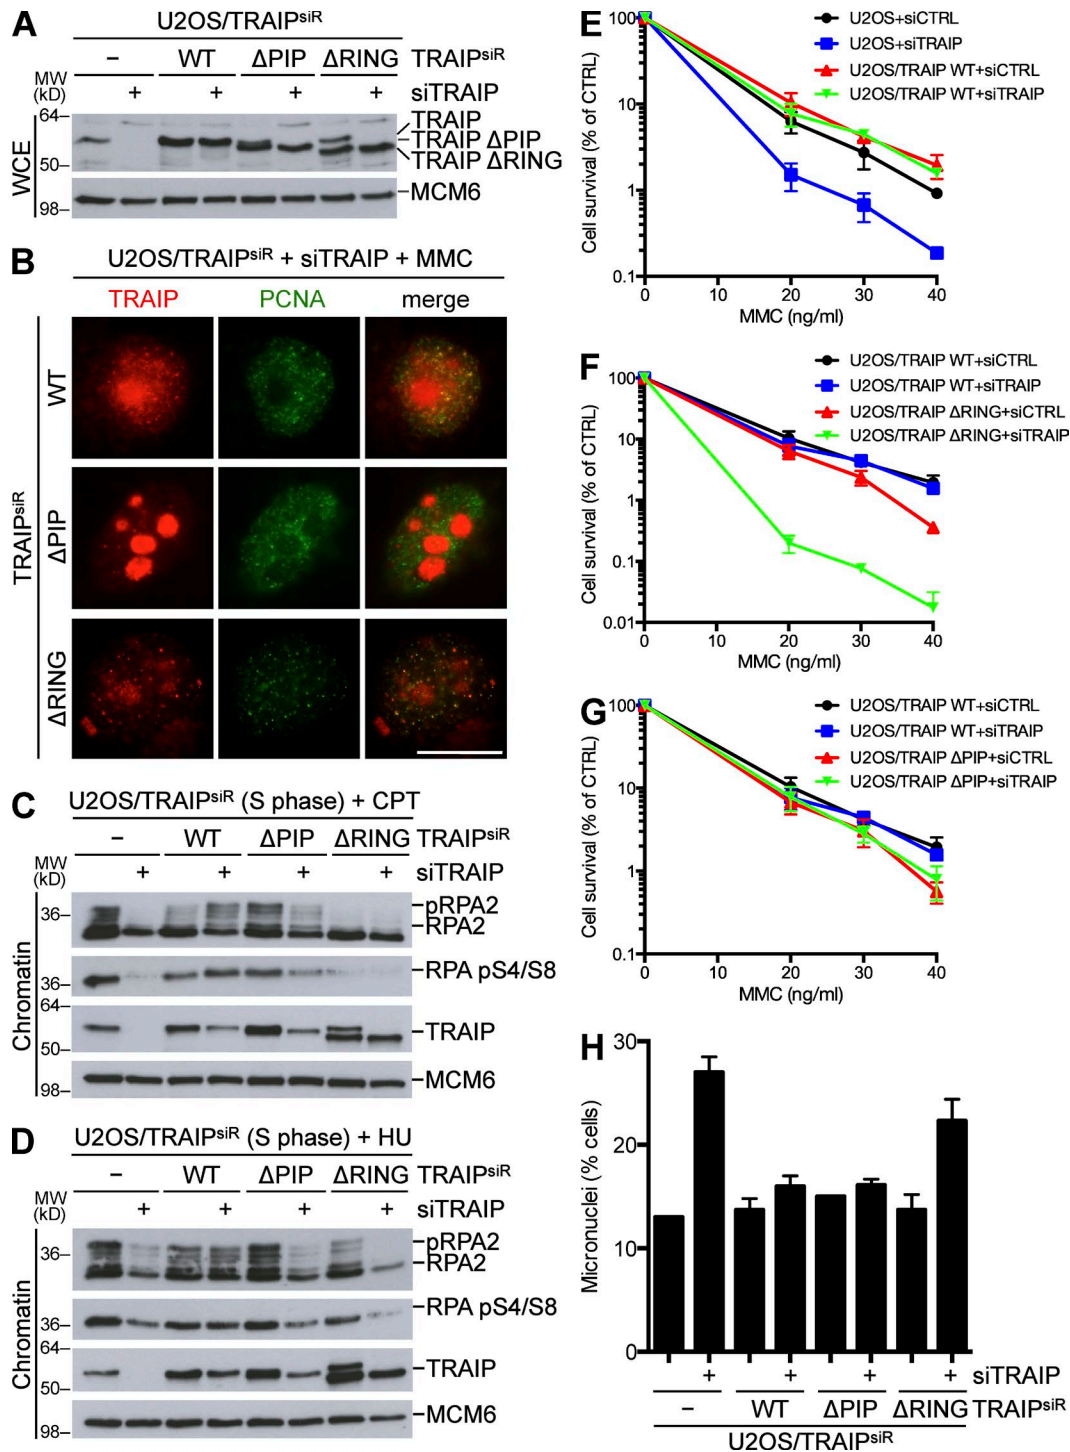 A
U2OS/TRAIPsiR
– WT ΔPIP ΔRING TRAIPsiR
MW
(kD)
+ + + + siTRAIP
64–
TRAIP
TRAIP ΔPIP
TRAIP ΔRING
50–
WCE
98–
MCM6
B
U2OS/TRAIPsiR + siTRAIP + MMC
TRAIP PCNA merge
TRAIPsiR
WT
ΔPIP
ΔRING
C
U2OS/TRAIPsiR (S phase) + CPT
– WT ΔPIP ΔRING TRAIPsiR
MW
(kD)
+ + + + siTRAIP
36–
pRPA2
RPA2
RPA pS4/S8
36–
64–
TRAIP
50–
MCM6
98–
Chromatin
D
U2OS/TRAIPsiR (S phase) + HU
– WT ΔPIP ΔRING TRAIPsiR
MW
(kD)
+ + + + siTRAIP
36–
pRPA2
RPA2
RPA pS4/S8
36–
64–
TRAIP
50–
MCM6
98–
Chromatin
E
U2OS+siCTRL
U2OS+siTRAIP
U2OS/TRAIP WT+siCTRL
U2OS/TRAIP WT+siTRAIP
Cell survival (% of CTRL)
100
10
1
0.1
0 10 20 30 40
MMC (ng/ml)
F
U2OS/TRAIP WT+siCTRL
U2OS/TRAIP WT+siTRAIP
U2OS/TRAIP ΔRING+siCTRL
U2OS/TRAIP ΔRING+siTRAIP
Cell survival (% of CTRL)
100
10
1
0.1
0.01
0 10 20 30 40
MMC (ng/ml)
G
U2OS/TRAIP WT+siCTRL
U2OS/TRAIP WT+siTRAIP
U2OS/TRAIP ΔPIP+siCTRL
U2OS/TRAIP ΔPIP+siTRAIP
Cell survival (% of CTRL)
100
10
1
0.1
0 10 20 30 40
MMC (ng/ml)
H
Micronuclei (% cells)
30
20
10
0
+ + + + siTRAIP
– WT ΔPIP ΔRING TRAIPsiR
U2OS/TRAIPsiR